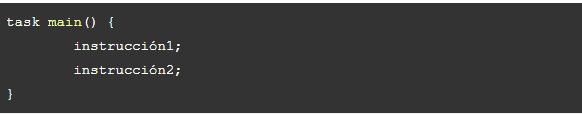 task main() {
instrucción1;
instrucción2;
}